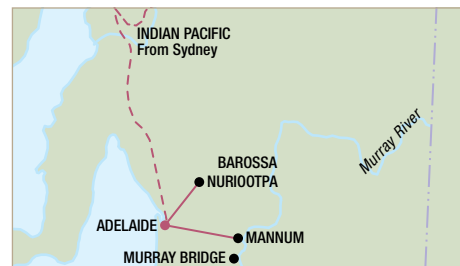 INDIAN PACIFIC
From Sydney
Murray River
BAROSSA
NURIOOTPA
ADELAIDE
MANNUM
MURRAY BRIDGE